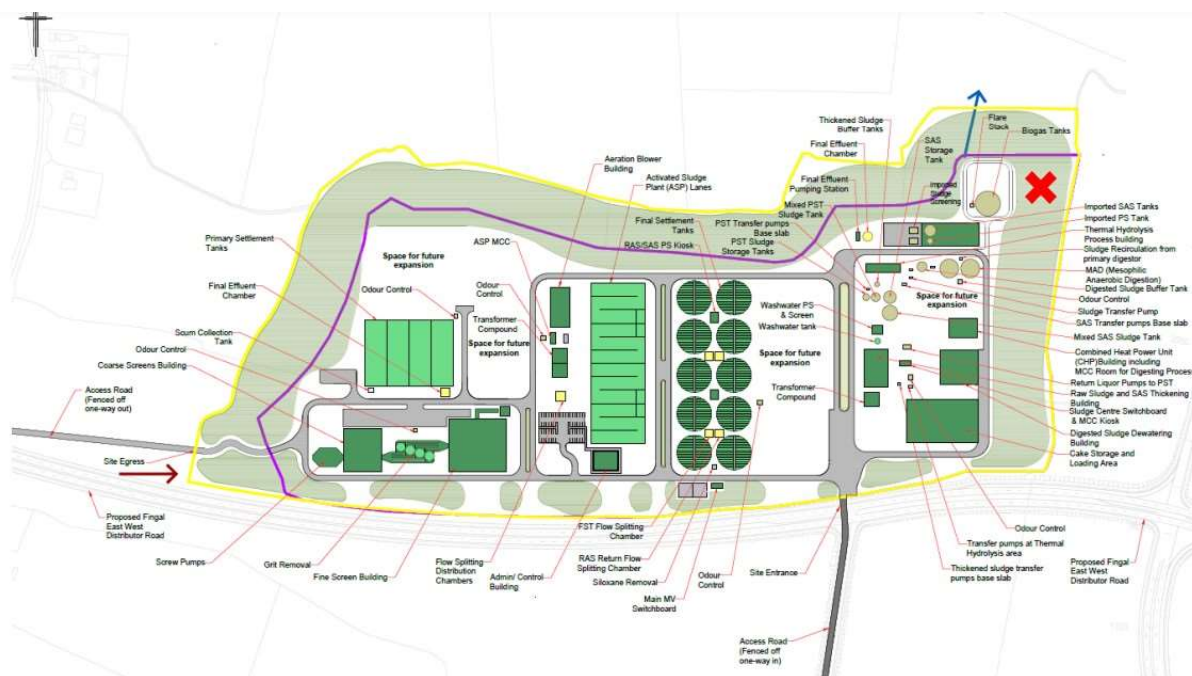 Thickened Sludge
Buffer Tanks
Flare
Stack
Biogas Tanks
Final Effluent
Chamber
SAS
Storage
Tank
Aeration Blower
Building
Activated Sludge
Plant (ASP) Lanes
Final Effluent
Pumping Station
Imported
Sludge
Screening
Mixed PST
Sludge Tank
Final Settlement
Tanks
PST Transfer pumps
Base slab
RAS/SAS PS Kiosk
PST Sludge
Storage Tanks
Primary Settlement
Tanks
ASP MCC
Space for future
expansion
Final Effluent
Chamber
Odour Control
Odour
Control
Transformer
Compound
Space for future
expansion
Scum Collection
Tank
Odour Control
Coarse Screens Building
Access Road
(Fenced off
one-way out)
Site Egress
Washwater PS
& Screen
Washwater tank
Space for future
expansion
Transformer
Compound
Space for future
expansion
Imported SAS Tanks
Imported PS Tank
Thermal Hydrolysis
Process building
Sludge Recirculation from
primary digestor
MAD (Mesophilic
Anaerobic Digestion)
Digested Sludge Buffer Tank
Odour Control
Sludge Transfer Pump
SAS Transfer pumps Base slab
Mixed SAS Sludge Tank
Combined Heat Power Unit
(CHP)Building including
MCC Room for Digesting Process
Return Liquor Pumps to PST
Raw Sludge and SAS Thickening
Building
Sludge Centre Switchboard
& MCC Kiosk
Digested Sludge Dewatering
Building
Cake Storage and
Loading Area
Proposed Fingal
East West
Distributor Road
Screw Pumps
Grit Removal
Fine Screen Building
Flow Splitting
Distribution
Chambers
Admin/ Control
Building
FST Flow Splitting
Chamber
RAS Return Flow
Splitting Chamber
Siloxane Removal
Main MV
Switchboard
Odour
Control
Site Entrance
Access Road
(Fenced off
one-way in)
Odour Control
Transfer pumps at Thermal
Hydrolysis area
Thickened sludge transfer
pumps base slab
Proposed Fingal
East West
Distributor Road